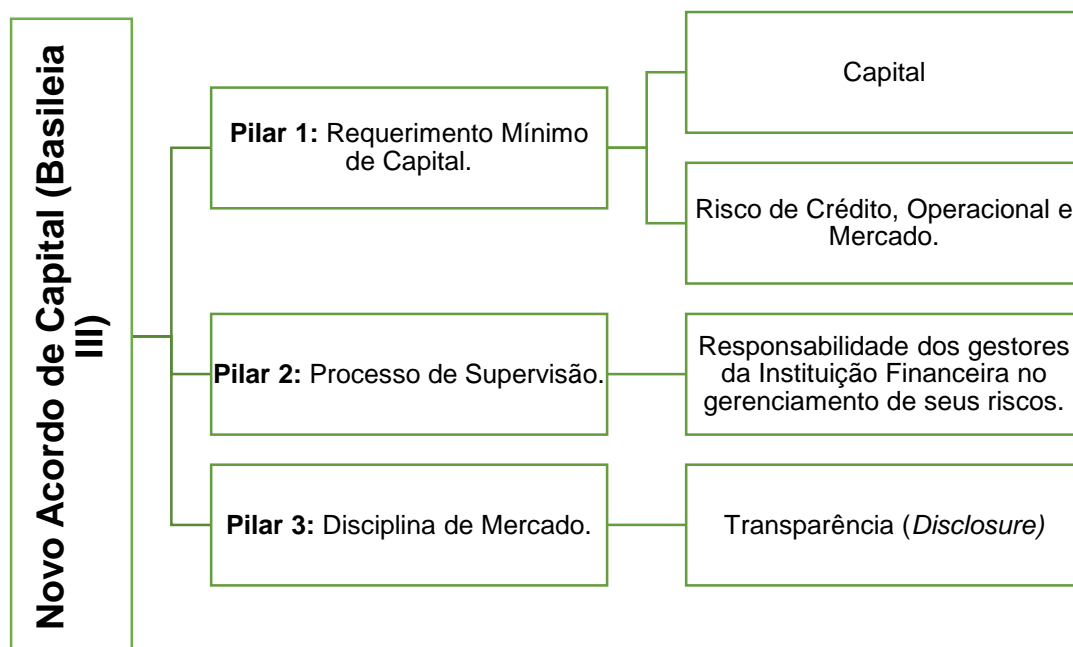 Novo Acordo de Capital (Basileia
III)
Pilar 1: Requerimento Mínimo
de Capital.
Capital
Risco de Crédito, Operacional e
Mercado.
Pilar 2: Processo de Supervisão.
Responsabilidade dos gestores
da Instituição Financeira no
gerenciamento de seus riscos.
Pilar 3: Disciplina de Mercado.
Transparência (Disclosure)